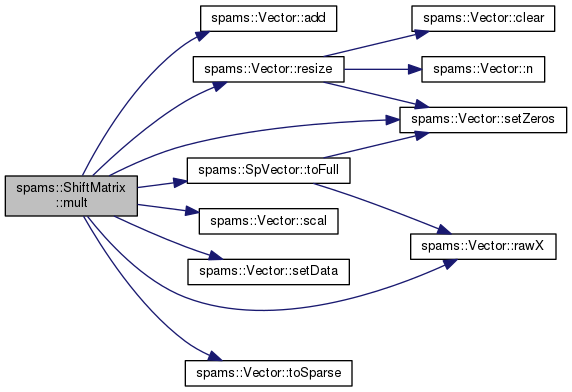 spams::ShiftMatrix
::mult
spams::Vector::add
spams::Vector::resize
spams::Vector::clear
spams::Vector::n
spams::Vector::setZeros
spams::SpVector::toFull
spams::Vector::scal
spams::Vector::rawX
spams::Vector::setData
spams::Vector::toSparse